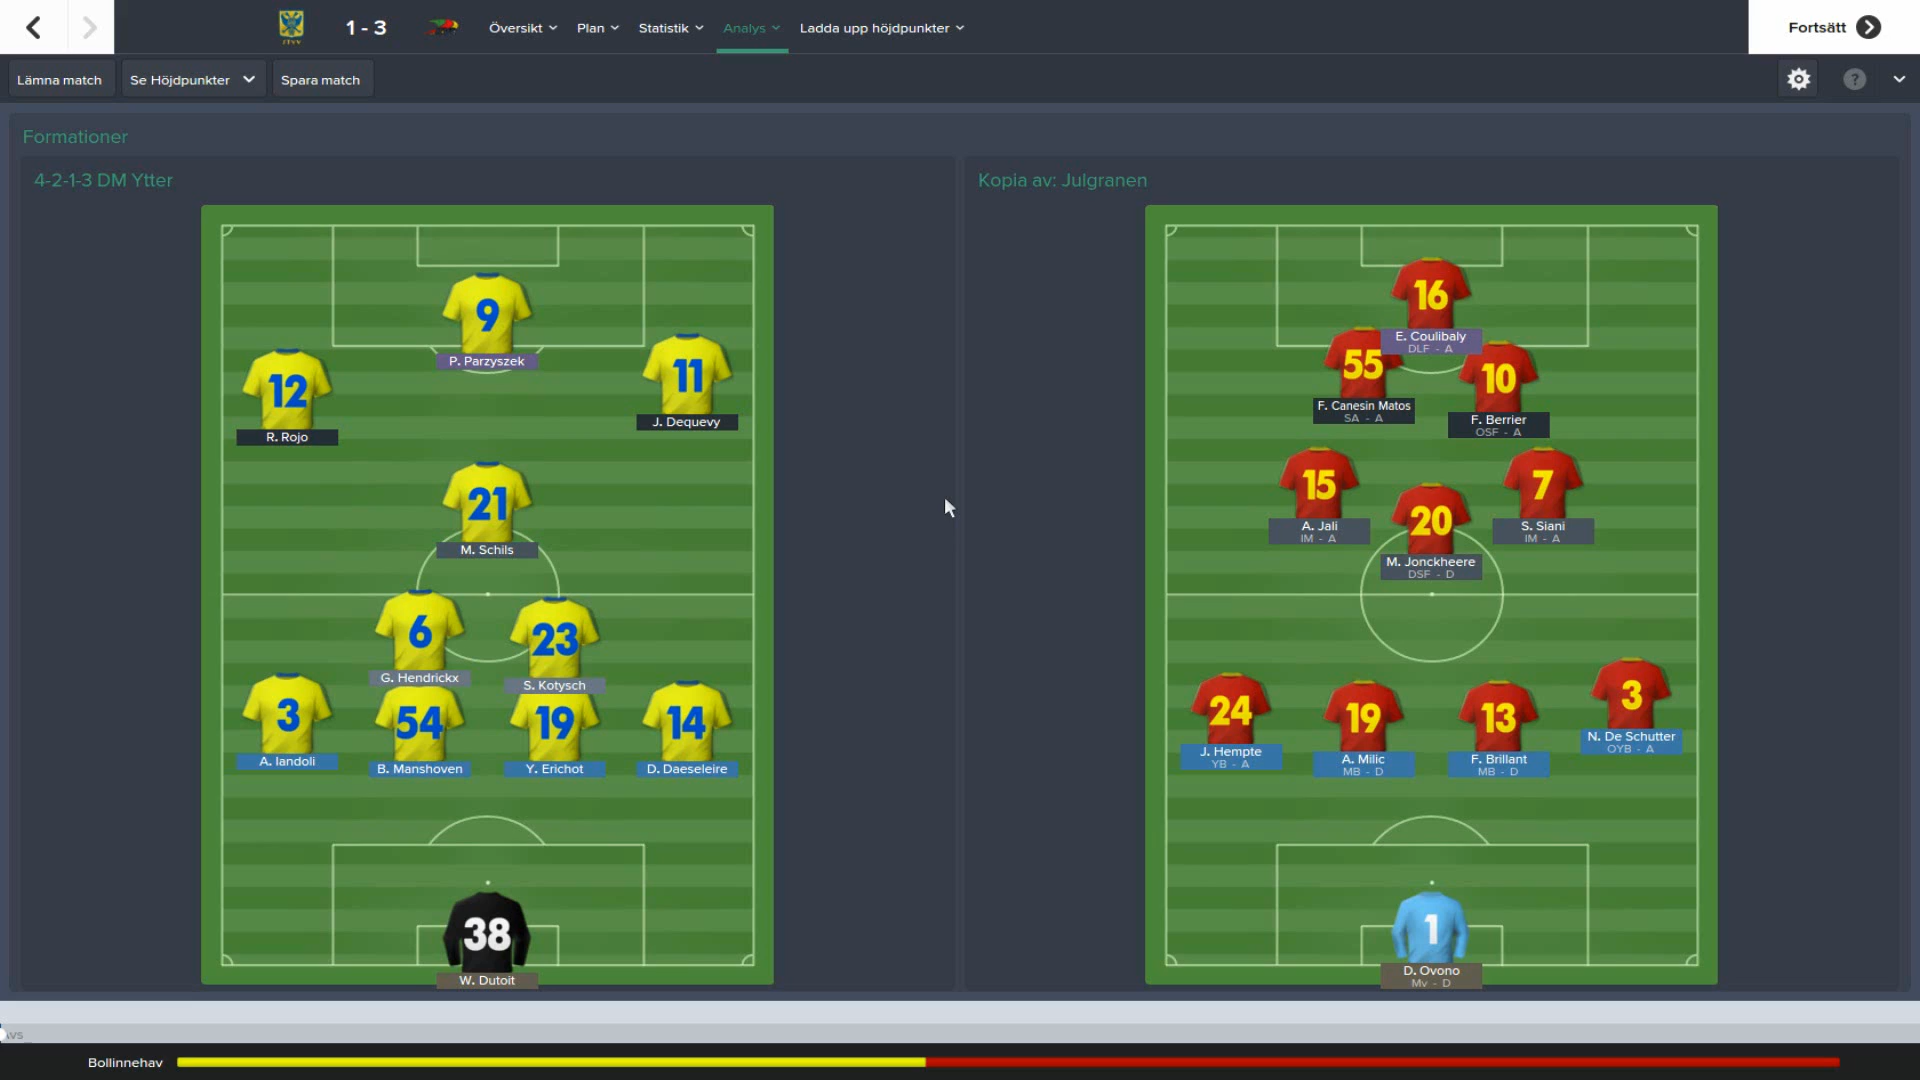 STVV
1 - 3
Översikt
Plan
Statistik
Analys
Ladda upp höjdpunkter
Fortsätt
Lämna match
Se Höjdpunkter
Spara match
?
Formationer
4-2-1-3 DM Ytter
9
P. Parzyszek
12
R. Rojo
11
J. Dequevy
21
M. Schils
6
G. Hendrickx
23
S. Kotysch
3
A. Iandoli
54
B. Manshoven
19
Y. Erichot
14
D. Daeseleire
38
W. Dutoit
Kopia av: Julgranen
16
E. Coulibaly
DLF - A
55
F. Canesin Matos
SA - A
10
F. Berrier
OSF - A
15
A. Jali
IM - A
20
M. Jonckheere
DSF - D
7
S. Siani
IM - A
24
J. Hempte
YB - A
19
A. Milic
MB - D
13
F. Brillant
MB - D
3
N. De Schutter
OYB - A
1
D. Ovono
Mv - D
Avs
Bollinnehav